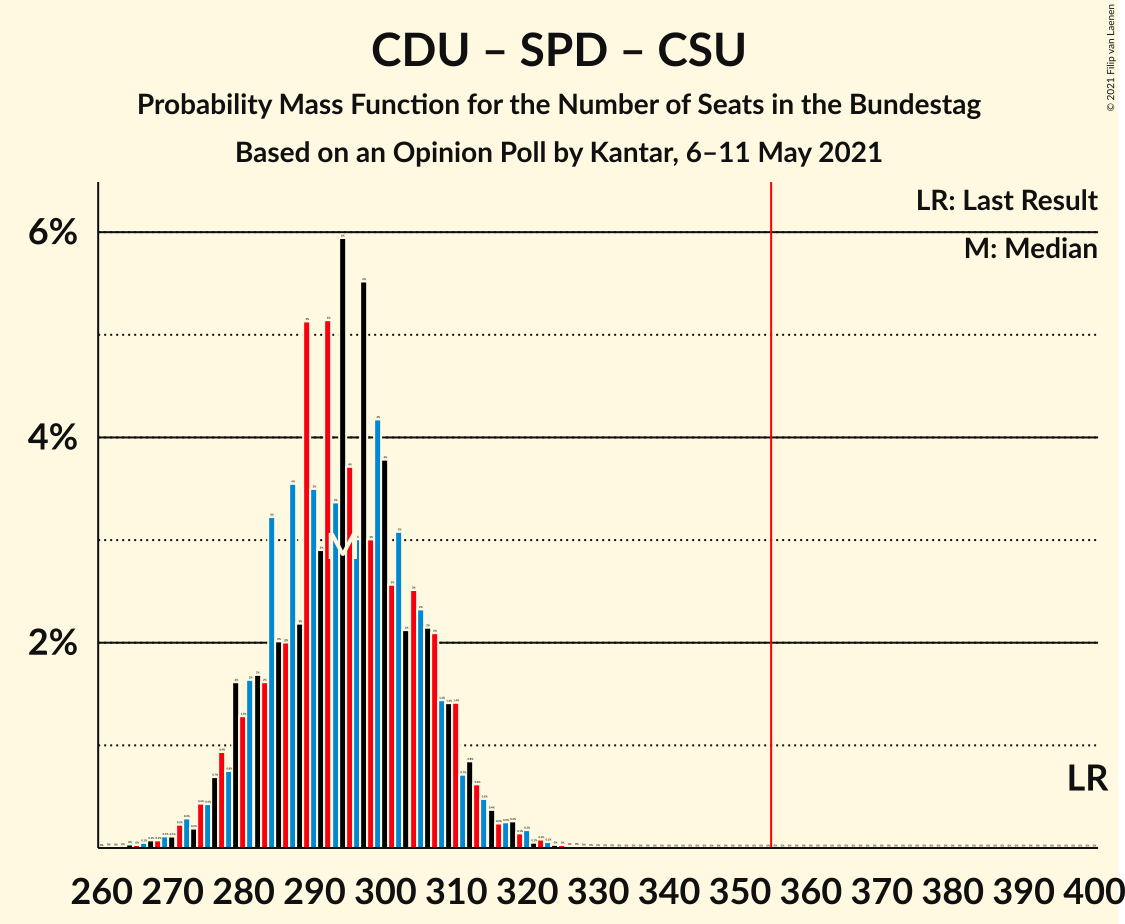 CDU – SPD – CSU
Probability Mass Function for the Number of Seats in the Bundestag
Based on an Opinion Poll by Kantar, 6–11 May 2021
© 2021 Filip van Laenen
LR: Last Result
M: Median
6%
4%
2%
M
LR
260 270 280 290 300 310 320 330 340 350 360 370 380 390 400